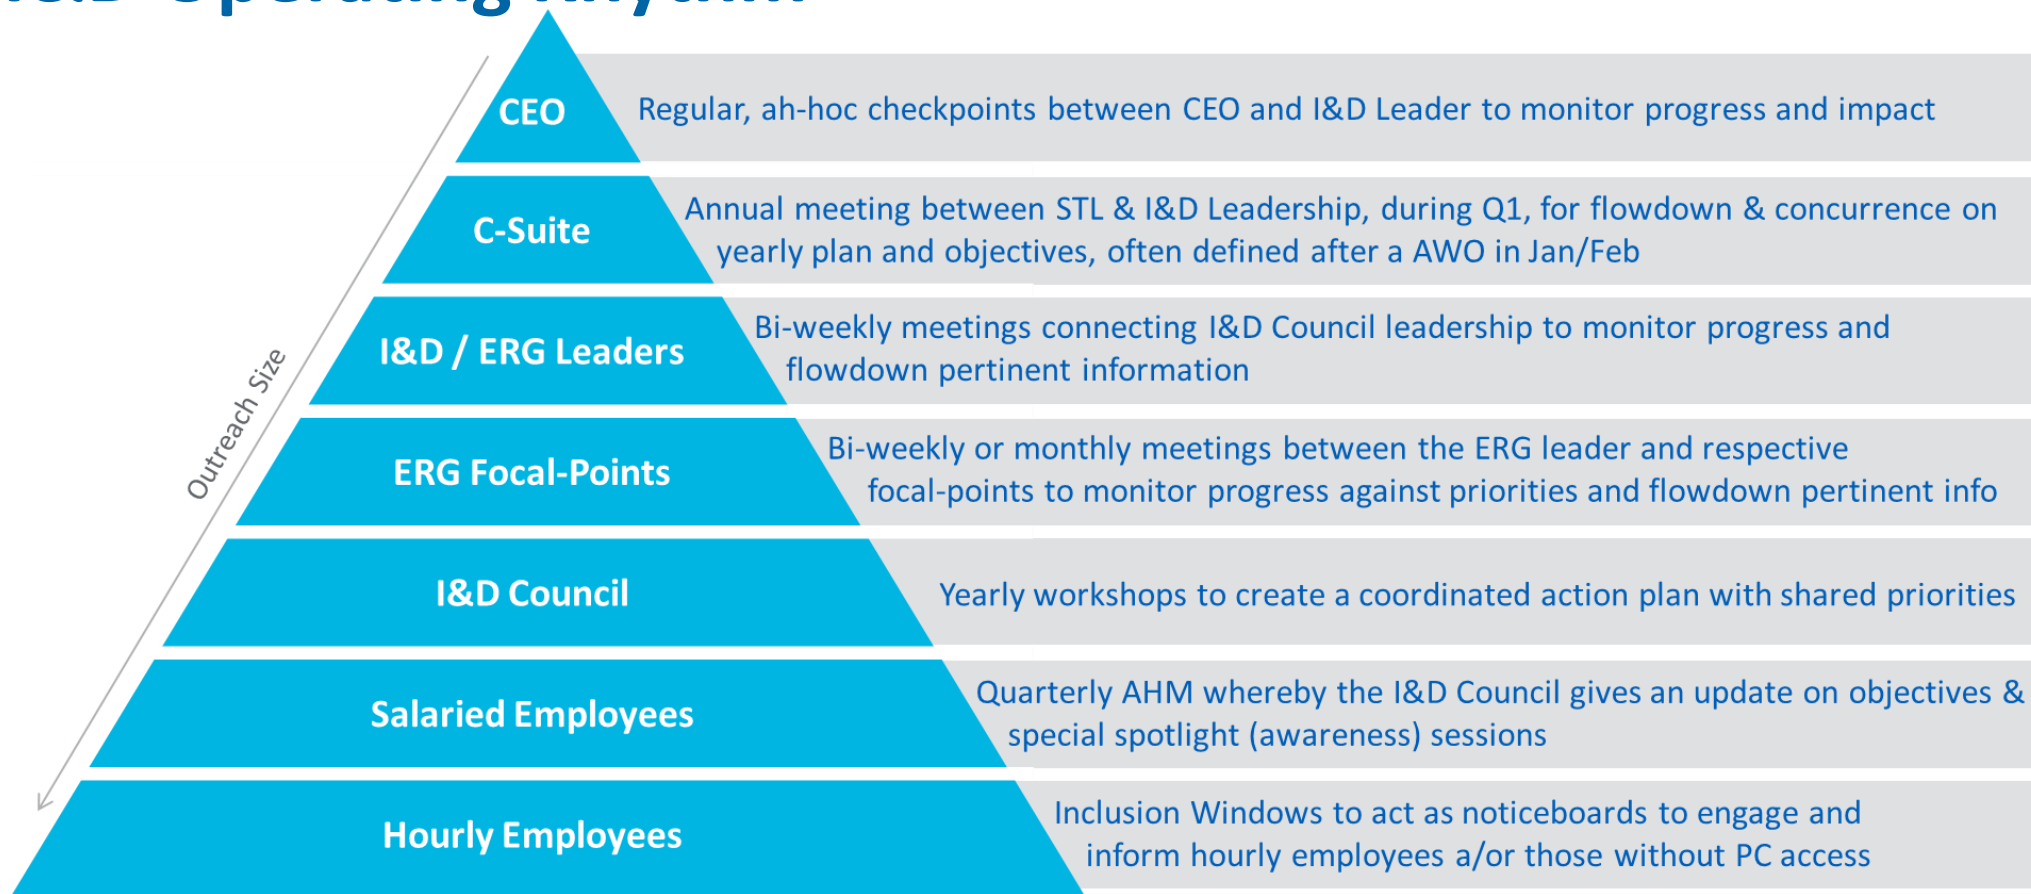 I&D Operating Rhythm
CEO
Regular, ah-hoc checkpoints between CEO and I&D Leader to monitor progress and impact
C-Suite
Annual meeting between STL & I&D Leadership, during Q1, for flowdown & concurrence on
yearly plan and objectives, often defined after a AWO in Jan/Feb
I&D / ERG Leaders
Bi-weekly meetings connecting I&D Council leadership to monitor progress and
flowdown pertinent information
Outreach Size
ERG Focal-Points
Bi-weekly or monthly meetings between the ERG leader and respective
focal-points to monitor progress against priorities and flowdown pertinent info
I&D Council
Yearly workshops to create a coordinated action plan with shared priorities
Salaried Employees
Quarterly AHM whereby the I&D Council gives an update on objectives &
special spotlight (awareness) sessions
Hourly Employees
Inclusion Windows to act as noticeboards to engage and
inform hourly employees a/or those without PC access